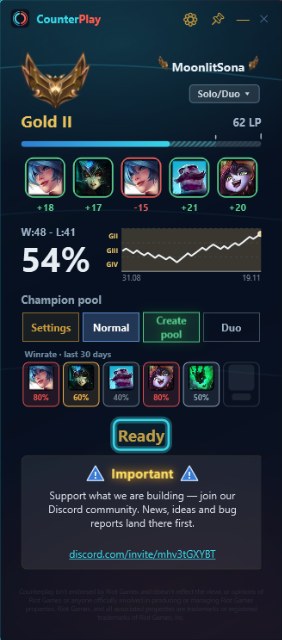 CounterPlay
MoonlitSona
Solo/Duo
Gold II
62 LP
+18 +17 -15 +21 +20
W:48 - L:41
54%
GII
GIII
GIV
31.08 19.11
Champion pool
Settings Normal Create pool Duo
Winrate · last 30 days
80% 60% 40% 80% 50%
Ready
Important
Support what we are building — join our
Discord community. News, ideas and bug
reports land there first.
discord.com/invite/mhv3tGXYBT